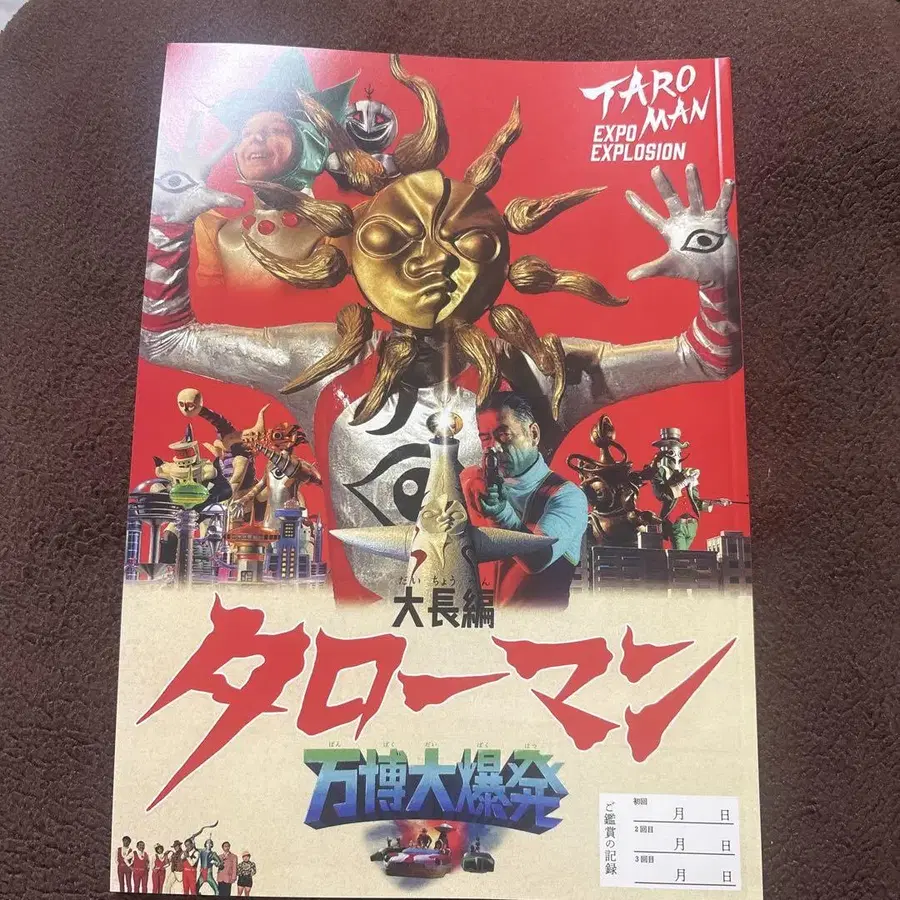 TARO
MAN
EXPO
EXPLOSION
だいちょうへん
大長編
タローマン
ばんぱくだいばくはつ
万博大爆発
ご鑑賞の記録
初回
月 日
2回目
月 日
3回目
月 日